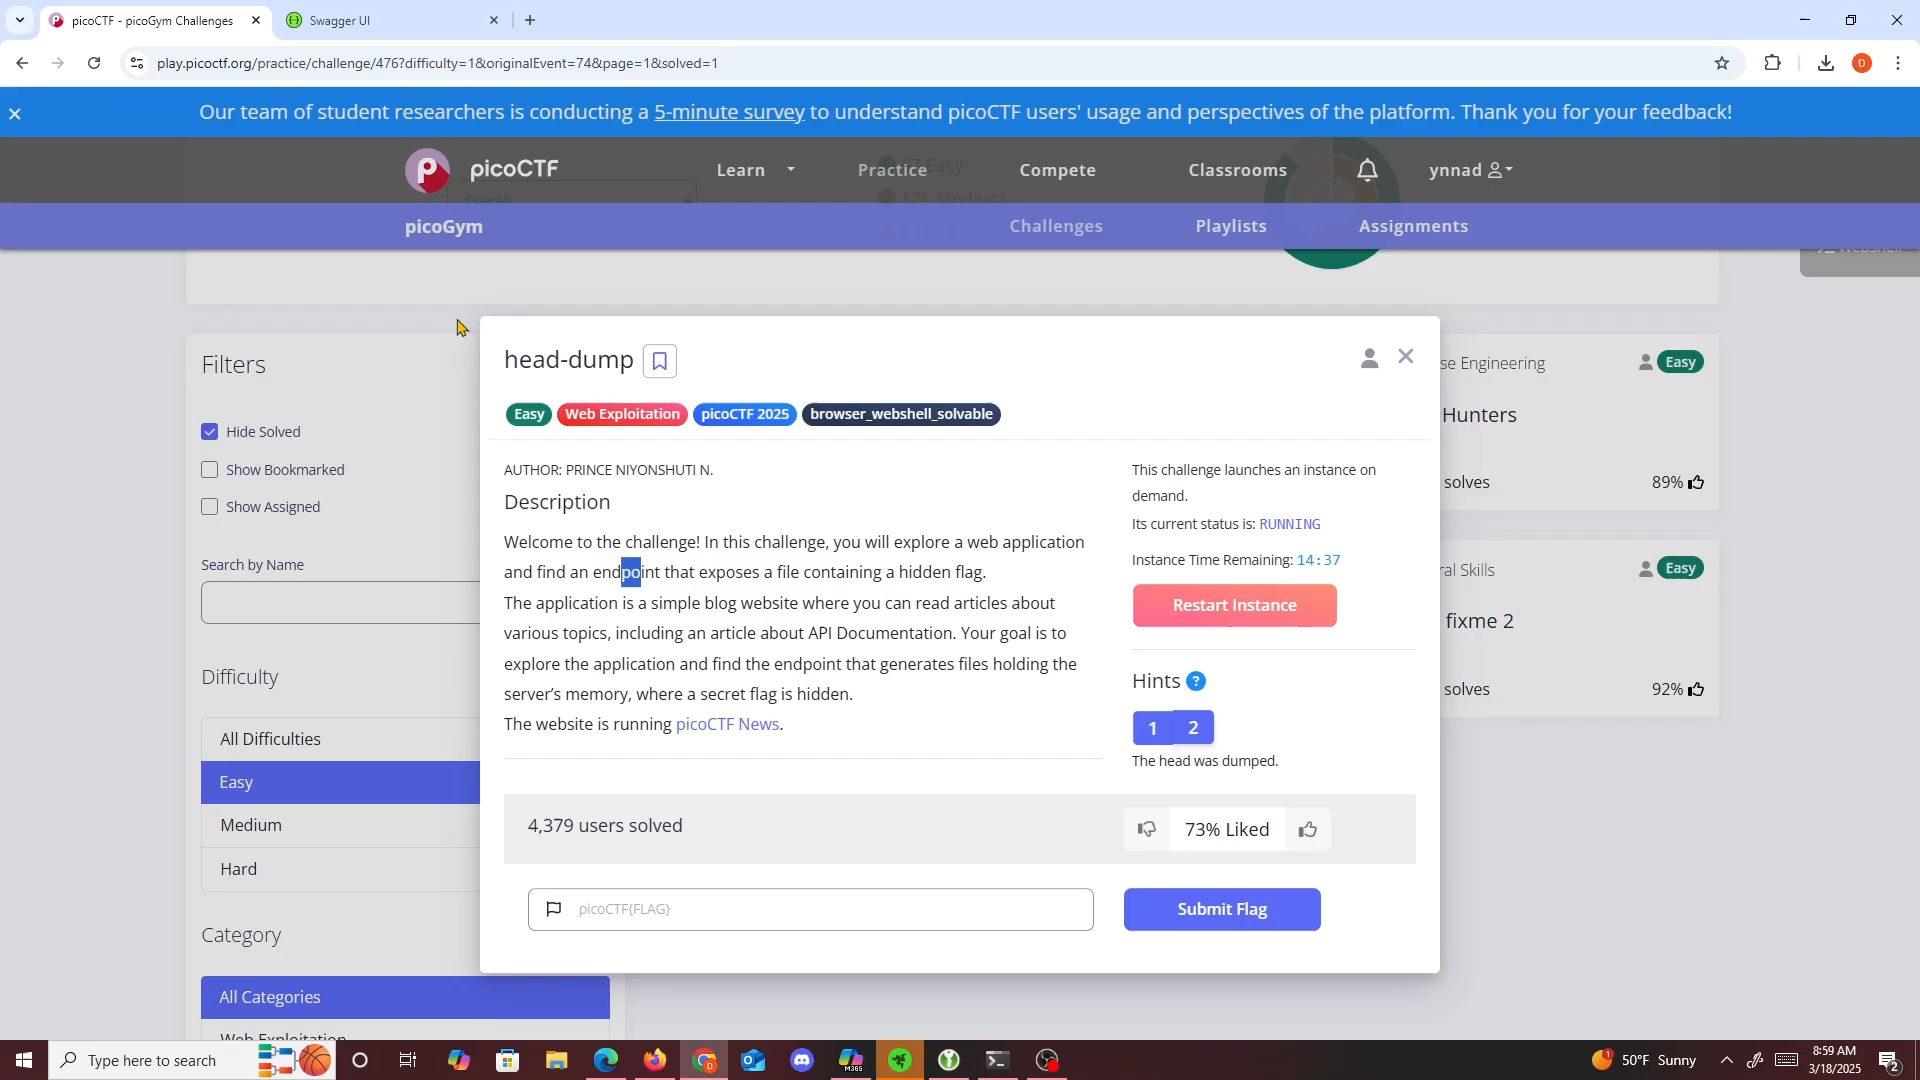 picoCTF - picoGym Challenges
Swagger UI
play.picoctf.org/practice/challenge/476?difficulty=1&originalEvent=74&page=1&solved=1
D
Our team of student researchers is conducting a 5-minute survey to understand picoCTF users' usage and perspectives of the platform. Thank you for your feedback!
picoCTF
Learn
Practice
Compete
Classrooms
ynnad
Easy
Overall
Medium
picoGym
Challenges
Playlists
Assignments
Webshell
Filters
Hide Solved
Show Bookmarked
Show Assigned
Search by Name
Difficulty
All Difficulties
Easy
Medium
Hard
Category
All Categories
Web Exploitation
head-dump
Easy
Web Exploitation
picoCTF 2025
browser_webshell_solvable
AUTHOR: PRINCE NIYONSHUTI N.
Description
Welcome to the challenge! In this challenge, you will explore a web application
and find an endpoint that exposes a file containing a hidden flag.
The application is a simple blog website where you can read articles about
various topics, including an article about API Documentation. Your goal is to
explore the application and find the endpoint that generates files holding the
server's memory, where a secret flag is hidden.
The website is running picoCTF News.
This challenge launches an instance on
demand.
Its current status is: RUNNING
Instance Time Remaining: 14:37
Restart Instance
Hints ?
1 2
The head was dumped.
4,379 users solved
73% Liked
picoCTF{FLAG}
Submit Flag
se Engineering
Easy
Hunters
solves
89%
ral Skills
Easy
fixme 2
solves
92%
Type here to search
D
M365
1
50°F Sunny
8:59 AM
3/18/2025
2